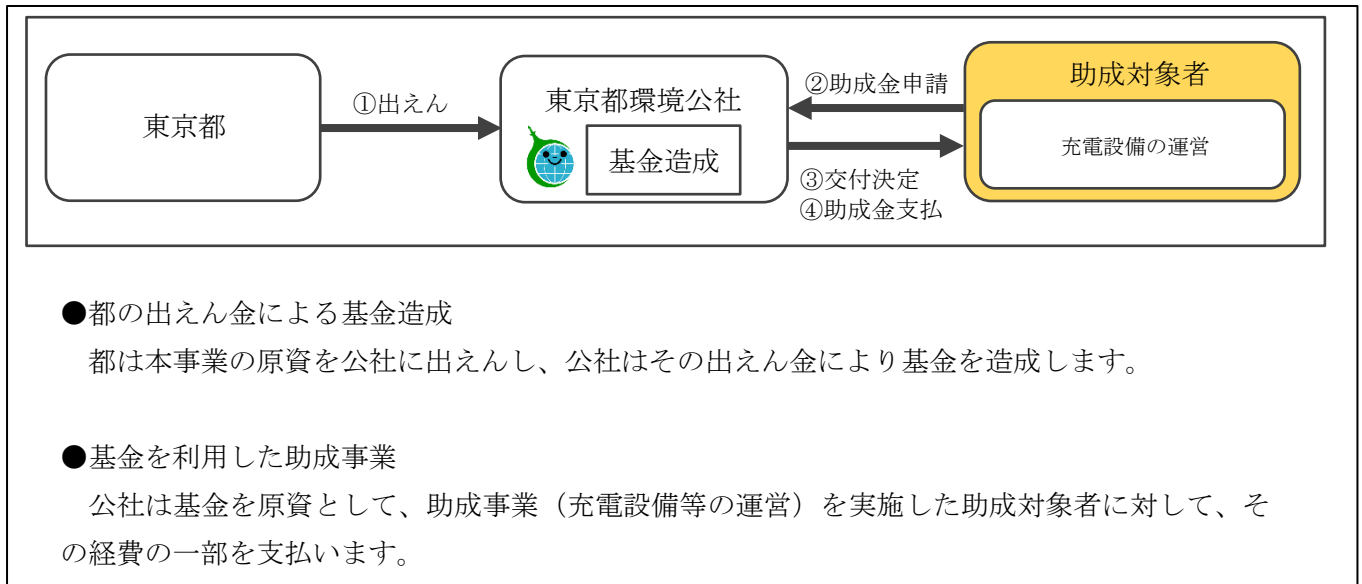 東京都
①出えん
東京都環境公社
基金造成
②助成金申請
③交付決定
④助成金支払
助成対象者
充電設備の運営
●都の出えん金による基金造成
都は本事業の原資を公社に出えんし、公社はその出えん金により基金を造成します。
●基金を利用した助成事業
公社は基金を原資として、助成事業（充電設備等の運営）を実施した助成対象者に対して、そ
の経費の一部を支払います。